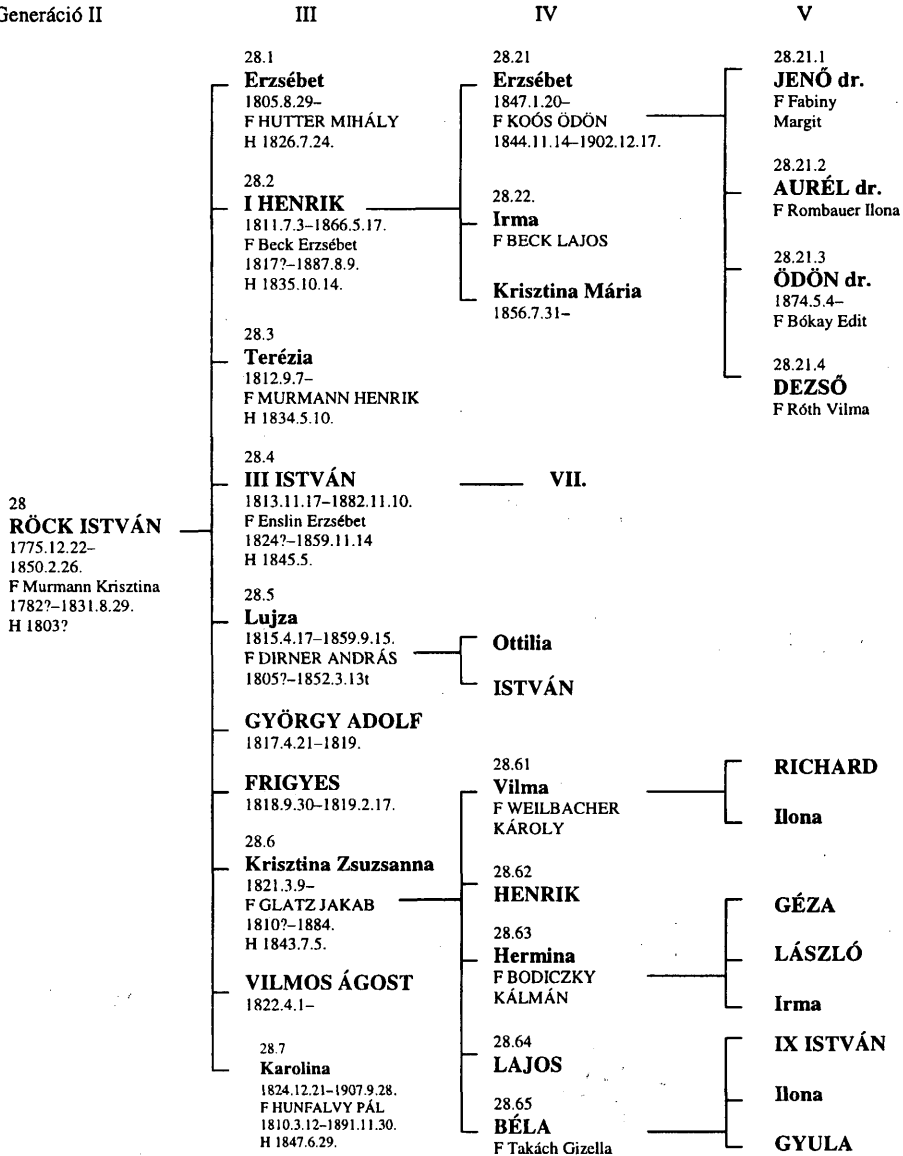 Generáció II
III
IV
V
28
RÖCK ISTVÁN
1775.12.22–
1850.2.26.
F Murmann Krisztina
1782?–1831.8.29.
H 1803?
28.1
Erzsébet
1805.8.29–
F HUTTER MIHÁLY
H 1826.7.24.
28.2
I HENRIK
1811.7.3–1866.5.17.
F Beck Erzsébet
1817?–1887.8.9.
H 1835.10.14.
28.3
Terézia
1812.9.7–
F MURMANN HENRIK
H 1834.5.10.
28.4
III ISTVÁN
1813.11.17–1882.11.10.
F Enslin Erzsébet
1824?–1859.11.14
H 1845.5.
28.5
Lujza
1815.4.17–1859.9.15.
F DIRNER ANDRÁS
1805?–1852.3.13t
GYÖRGY ADOLF
1817.4.21–1819.
FRIGYES
1818.9.30–1819.2.17.
28.6
Krisztina Zsuzsanna
1821.3.9–
F GLATZ JAKAB
1810?–1884.
H 1843.7.5.
VILMOS ÁGOST
1822.4.1–
28.7
Karolina
1824.12.21–1907.9.28.
F HUNFALVY PÁL
1810.3.12–1891.11.30.
H 1847.6.29.
28.21
Erzsébet
1847.1.20–
F KOÓS ÖDÖN
1844.11.14–1902.12.17.
28.22.
Irma
F BECK LAJOS
Krisztina Mária
1856.7.31–
VII.
Ottilia
ISTVÁN
28.61
Vilma
F WEILBACHER
KÁROLY
28.62
HENRIK
28.63
Hermina
F BODICZKY
KÁLMÁN
28.64
LAJOS
28.65
BÉLA
F Takách Gizella
28.21.1
JENŐ dr.
F Fabiny
Margit
28.21.2
AURÉL dr.
F Rombauer Ilona
28.21.3
ÖDÖN dr.
1874.5.4–
F Bókay Edit
28.21.4
DEZSŐ
F Róth Vilma
RICHARD
Ilona
GÉZA
LÁSZLÓ
Irma
IX ISTVÁN
Ilona
GYULA